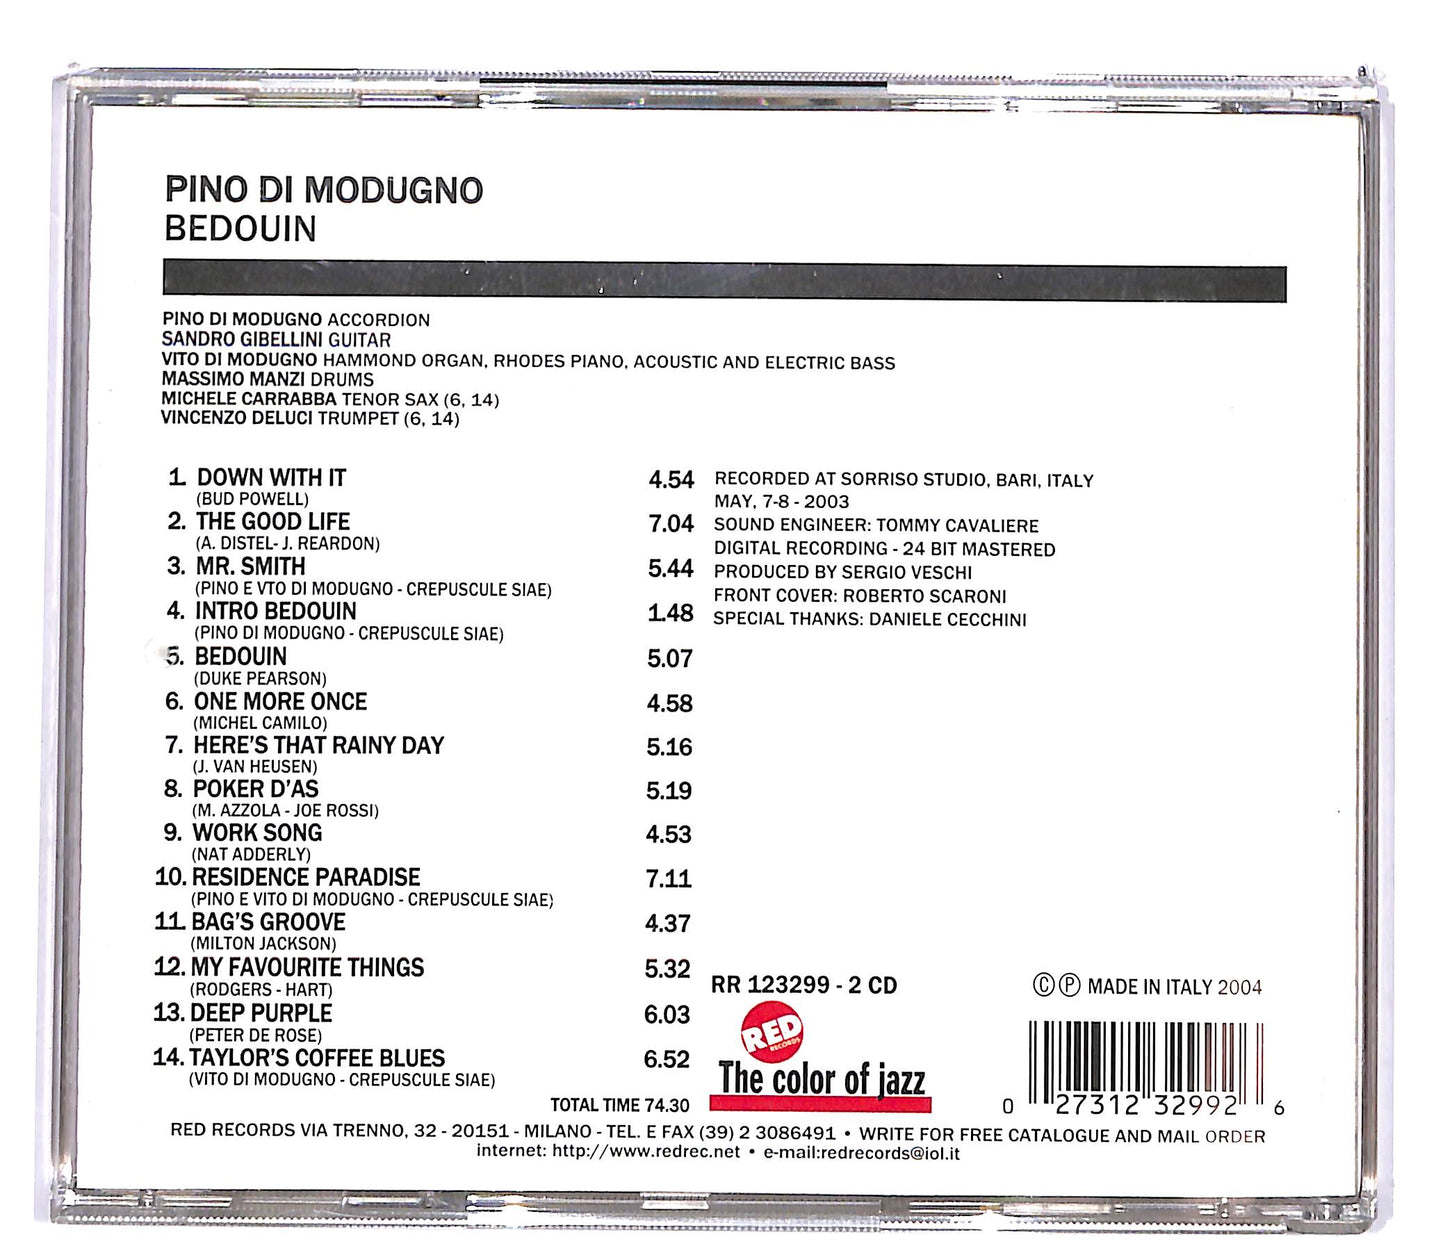 PINO DI MODUGNO
BEDOUIN
PINO DI MODUGNO ACCORDION
SANDRO GIBELLINI GUITAR
VITO DI MODUGNO HAMMOND ORGAN, RHODES PIANO, ACOUSTIC AND ELECTRIC BASS
MASSIMO MANZI DRUMS
MICHELE CARRABBA TENOR SAX (6, 14)
VINCENZO DELUCI TRUMPET (6, 14)
1. DOWN WITH IT 4.54
(BUD POWELL)
2. THE GOOD LIFE 7.04
(A. DISTEL- J. REARDON)
3. MR. SMITH 5.44
(PINO E VTO DI MODUGNO - CREPUSCULE SIAE)
4. INTRO BEDOUIN 1.48
(PINO DI MODUGNO - CREPUSCULE SIAE)
5. BEDOUIN 5.07
(DUKE PEARSON)
6. ONE MORE ONCE 4.58
(MICHEL CAMILO)
7. HERE'S THAT RAINY DAY 5.16
(J. VAN HEUSEN)
8. POKER D'AS 5.19
(M. AZZOLA - JOE ROSSI)
9. WORK SONG 4.53
(NAT ADDERLY)
10. RESIDENCE PARADISE 7.11
(PINO E VITO DI MODUGNO - CREPUSCULE SIAE)
11. BAG'S GROOVE 4.37
(MILTON JACKSON)
12. MY FAVOURITE THINGS 5.32
(RODGERS - HART)
13. DEEP PURPLE 6.03
(PETER DE ROSE)
14. TAYLOR'S COFFEE BLUES 6.52
(VITO DI MODUGNO - CREPUSCULE SIAE)
TOTAL TIME 74.30
RECORDED AT SORRISO STUDIO, BARI, ITALY
MAY, 7-8 - 2003
SOUND ENGINEER: TOMMY CAVALIERE
DIGITAL RECORDING - 24 BIT MASTERED
PRODUCED BY SERGIO VESCHI
FRONT COVER: ROBERTO SCARONI
SPECIAL THANKS: DANIELE CECCHINI
RR 123299 - 2 CD
RED
RECORDS
The color of jazz
©℗ MADE IN ITALY 2004
0 27312 32992 6
RED RECORDS VIA TRENNO, 32 - 20151 - MILANO - TEL. E FAX (39) 2 3086491 • WRITE FOR FREE CATALOGUE AND MAIL ORDER
internet: http://www.redrec.net • e-mail:redrecords@iol.it